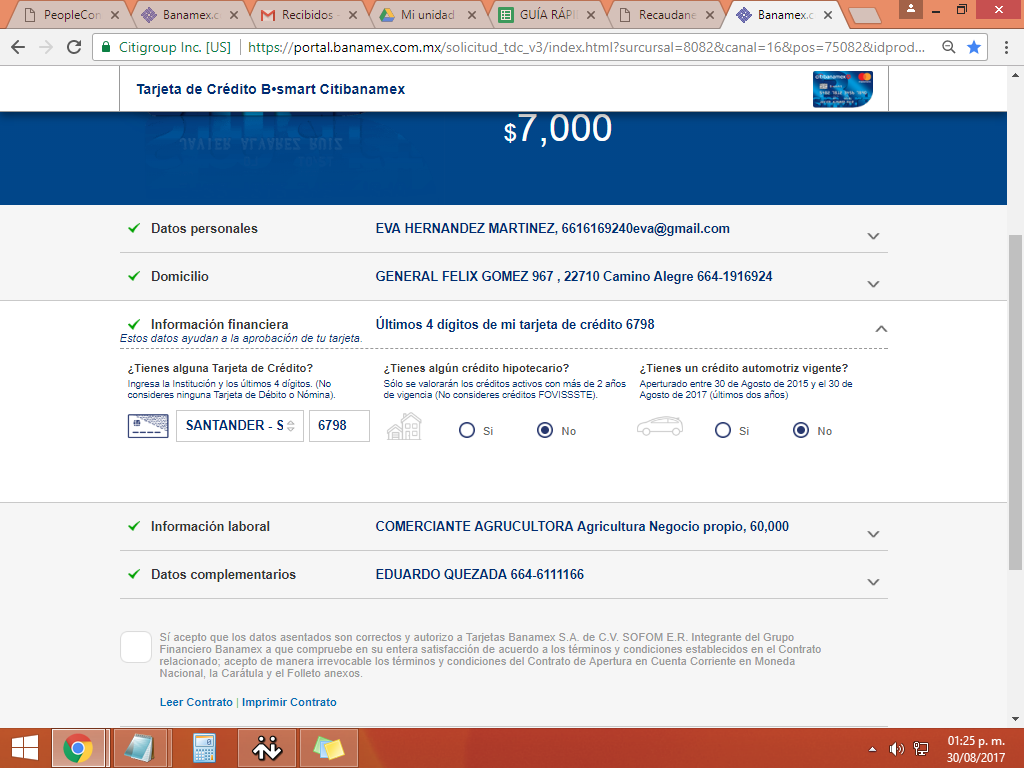 PeopleCon
Banamex.c
Recibidos -
Mi unidad
GUÍA RÁPI
Recaudane
Banamex.c
Citigroup Inc. [US] https://portal.banamex.com.mx/solicitud_tdc_v3/index.html?sursursal=8082&canal=16&pos=75082&idprod...
Tarjeta de Crédito B•smart Citibanamex
citibanamex
JAVIER ALVAREZ RUIZ
$7,000
Datos personales EVA HERNANDEZ MARTINEZ, 6616169240eva@gmail.com
Domicilio GENERAL FELIX GOMEZ 967 , 22710 Camino Alegre 664-1916924
Información financiera Últimos 4 dígitos de mi tarjeta de crédito 6798
Estos datos ayudan a la aprobación de tu tarjeta.
¿Tienes alguna Tarjeta de Crédito?
Ingresa la Institución y los últimos 4 dígitos. (No
consideres ninguna Tarjeta de Débito o Nómina).
SANTANDER - S 6798
¿Tienes algún crédito hipotecario?
Sólo se valorarán los créditos activos con más de 2 años
de vigencia (No consideres créditos FOVISSSTE).
Si No
¿Tienes un crédito automotriz vigente?
Aperturado entre 30 de Agosto de 2015 y el 30 de
Agosto de 2017 (últimos dos años)
Si No
Información laboral COMERCIANTE AGRUCULTORA Agricultura Negocio propio, 60,000
Datos complementarios EDUARDO QUEZADA 664-6111166
Sí acepto que los datos asentados son correctos y autorizo a Tarjetas Banamex S.A. de C.V. SOFOM E.R. Integrante del Grupo
Financiero Banamex a que compruebe en su entera satisfacción de acuerdo a los términos y condiciones establecidos en el Contrato
relacionado; acepto de manera irrevocable los términos y condiciones del Contrato de Apertura en Cuenta Corriente en Moneda
Nacional, la Carátula y el Folleto anexos.
Leer Contrato | Imprimir Contrato
01:25 p. m.
30/08/2017